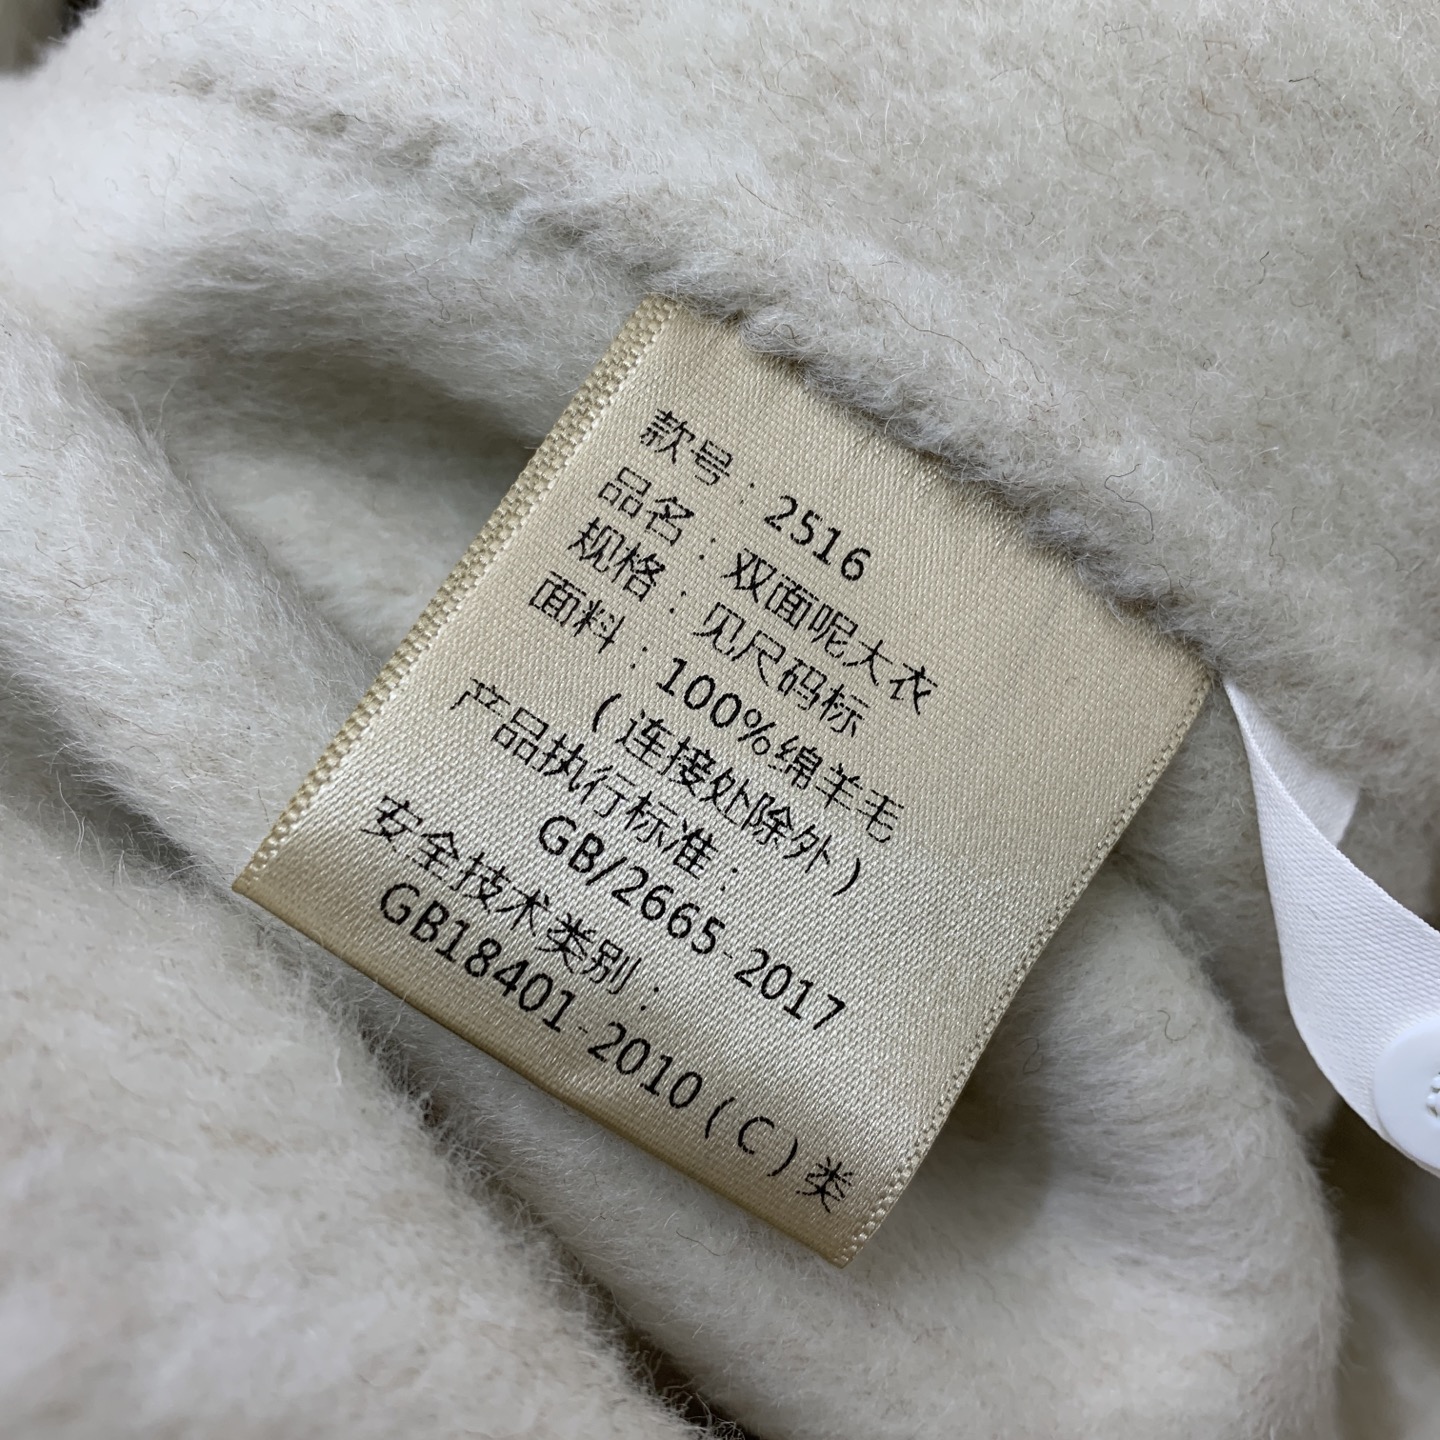 款号：2516
品名：双面呢大衣
规格：见尺码标
面料：100%绵羊毛
（连接处除外）
产品执行标准：
GB/2665-2017
安全技术类别：
GB18401-2010（C）类